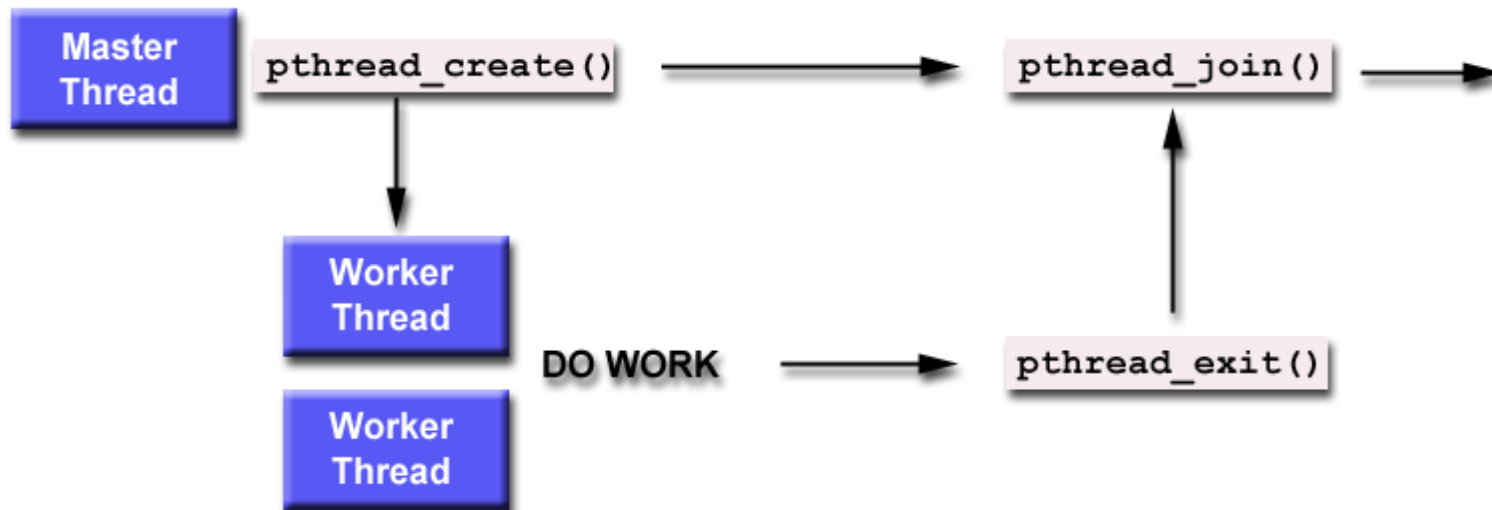 Master
Thread
pthread_create()
pthread_join()
Worker
Thread
DO WORK
pthread_exit()
Worker
Thread